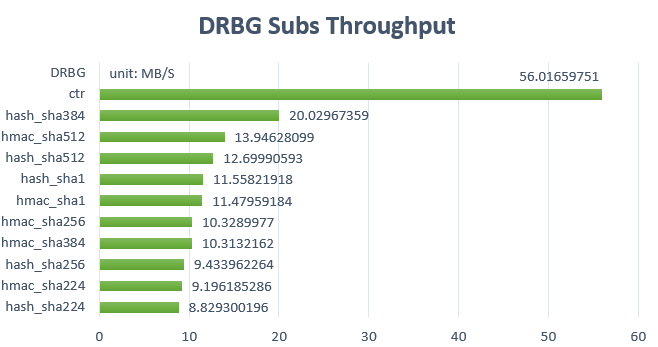 DRBG Subs Throughput
DRBG unit: MB/S
ctr 56.01659751
hash_sha384 20.02967359
hmac_sha512 13.94628099
hash_sha512 12.69990593
hash_sha1 11.55821918
hmac_sha1 11.47959184
hmac_sha256 10.3289977
hmac_sha384 10.3132162
hash_sha256 9.433962264
hmac_sha224 9.196185286
hash_sha224 8.829300196
0 10 20 30 40 50 60